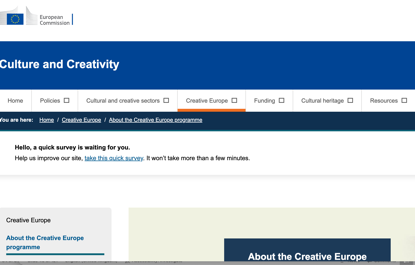 European
Commission
Culture and Creativity
Home Policies Cultural and creative sectors Creative Europe Funding Cultural heritage Resources
You are here: Home / Creative Europe / About the Creative Europe programme
Hello, a quick survey is waiting for you.
Help us improve our site, take this quick survey. It won't take more than a few minutes.
Creative Europe
About the Creative Europe
programme
About the Creative Europe